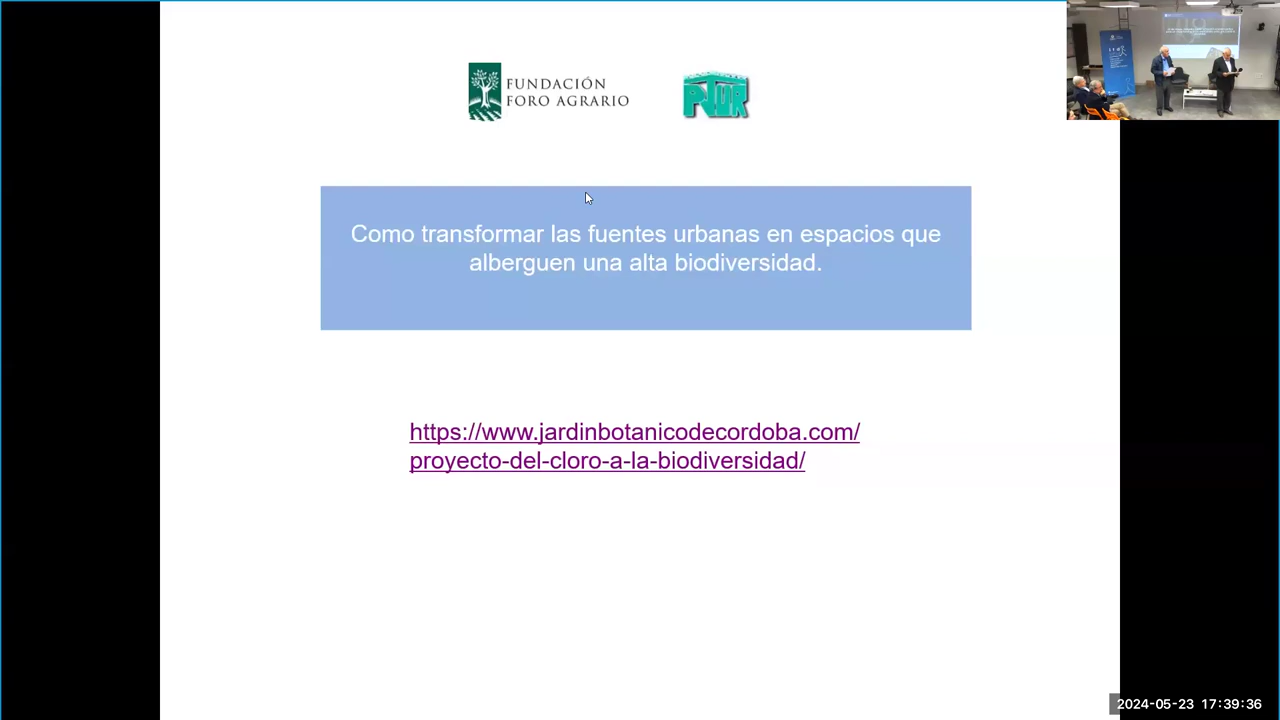 FUNDACIÓN
FORO AGRARIO
PTUR
Como transformar las fuentes urbanas en espacios que
alberguen una alta biodiversidad.
https://www.jardinbotanicodecordoba.com/
proyecto-del-cloro-a-la-biodiversidad/
2024-05-23 17:39:36